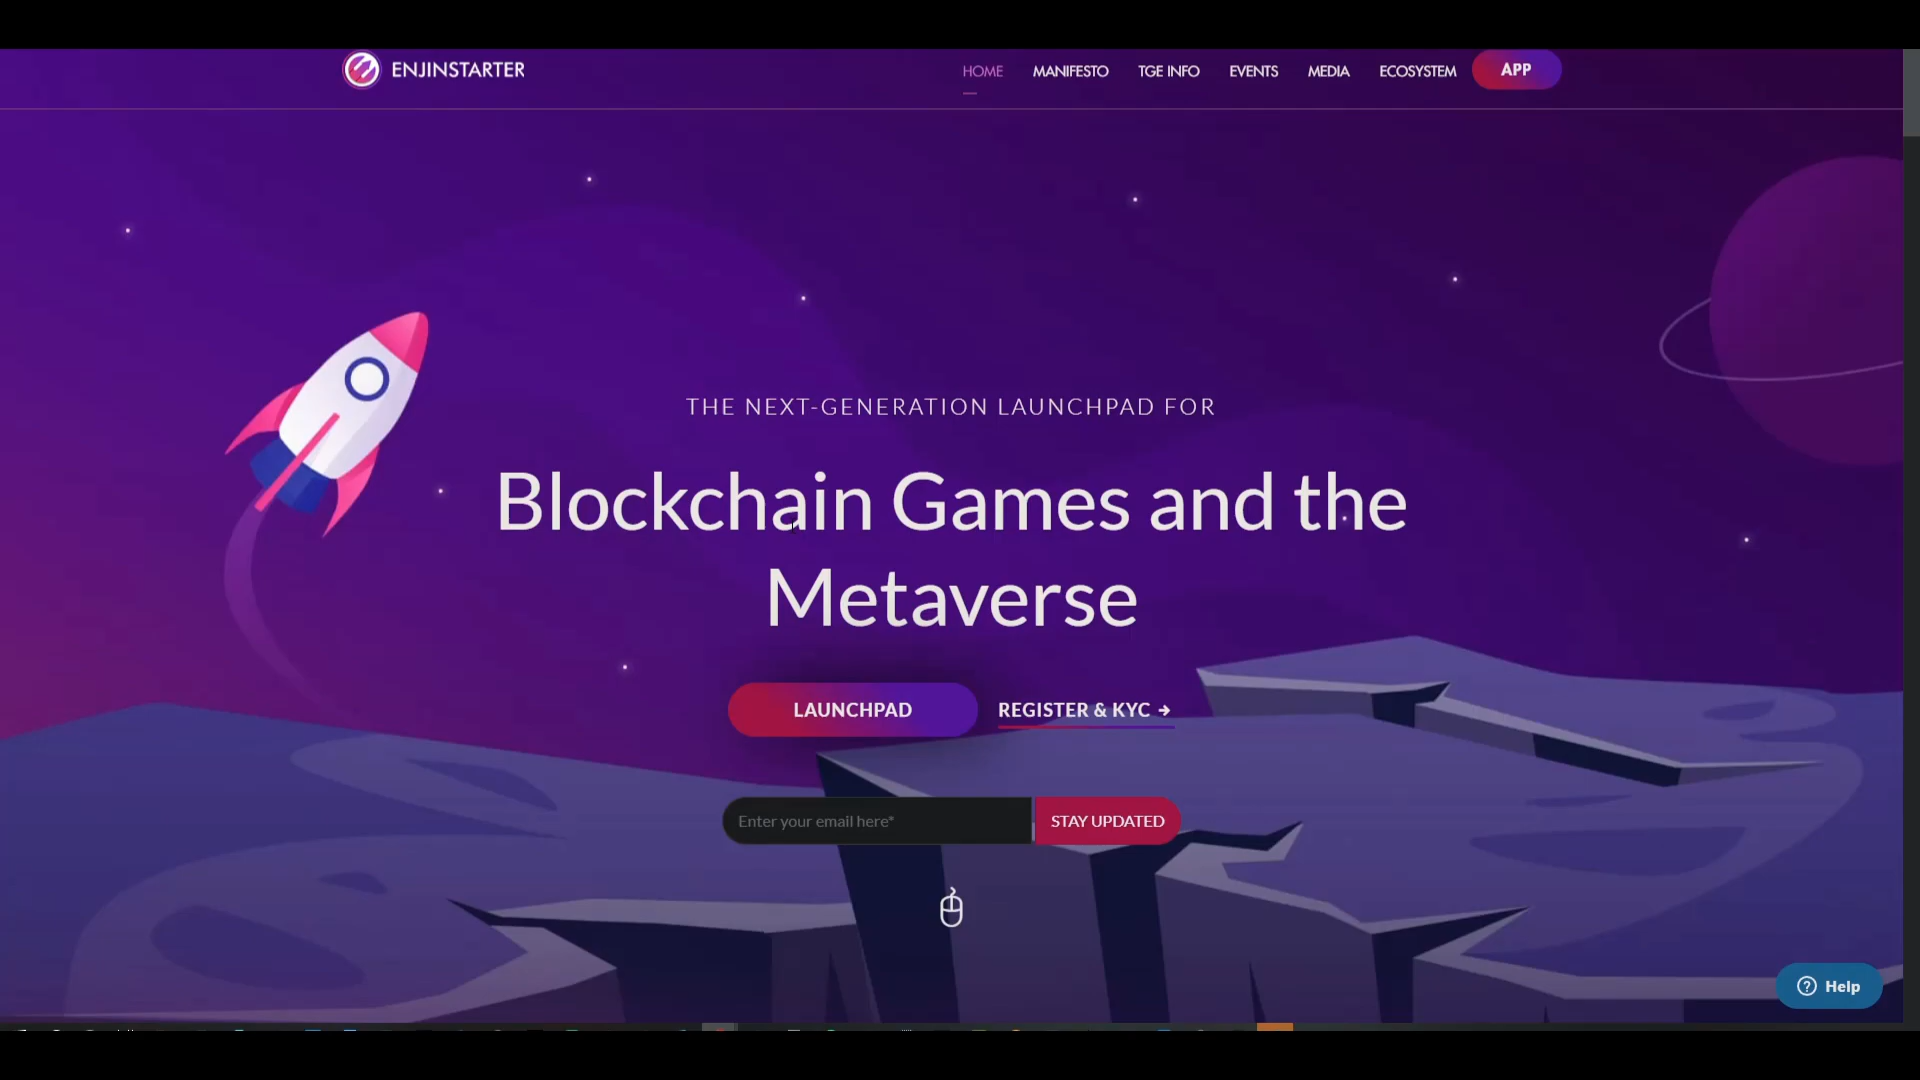 ENJINSTARTER
HOME MANIFESTO TGE INFO EVENTS MEDIA ECOSYSTEM APP
THE NEXT-GENERATION LAUNCHPAD FOR
Blockchain Games and the
Metaverse
LAUNCHPAD REGISTER & KYC →
Enter your email here* STAY UPDATED
? Help